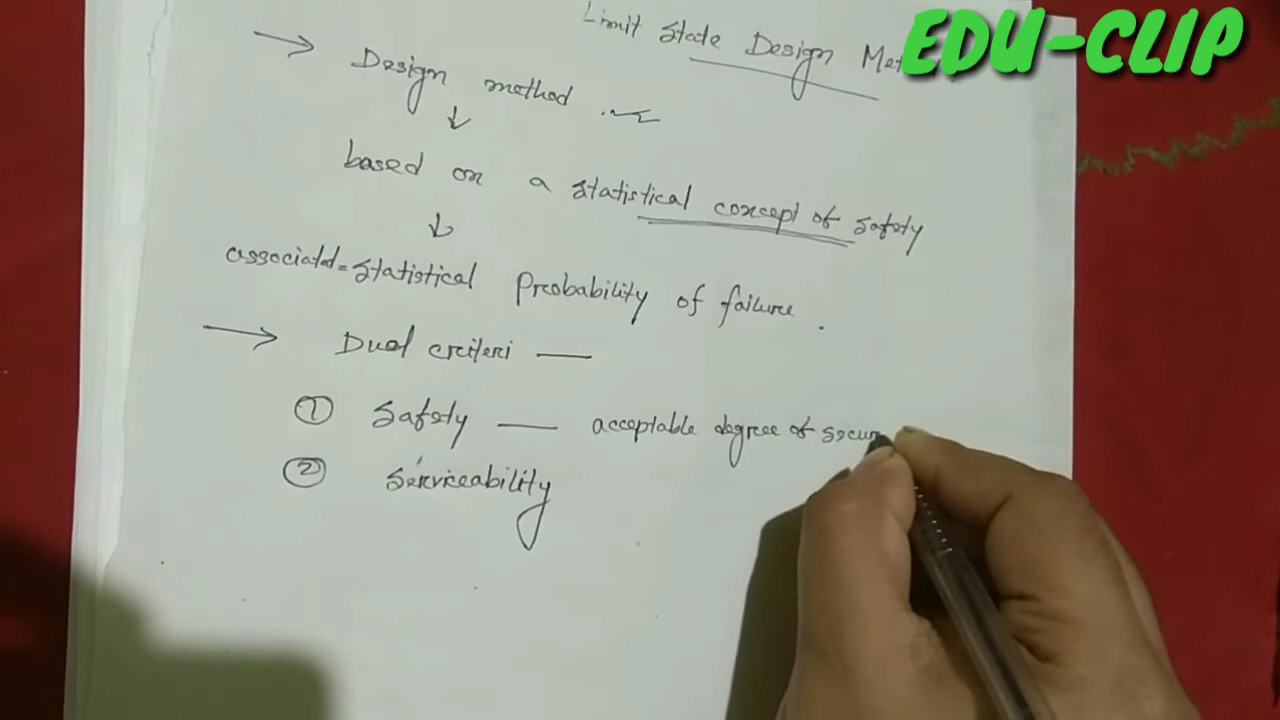 Limit State Design Met
EDU-CLIP
Design method
based on a statistical concept of safety
associatd = statistical Probability of failure.
Dual criteri —
① safety — acceptable degree of secur
② serviceability